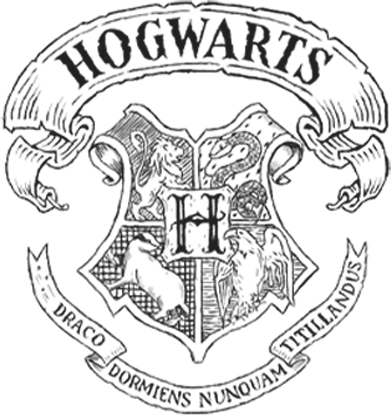 HOGWARTS
H
DRACO DORMIENS NUNQUAM TITILLANDUS